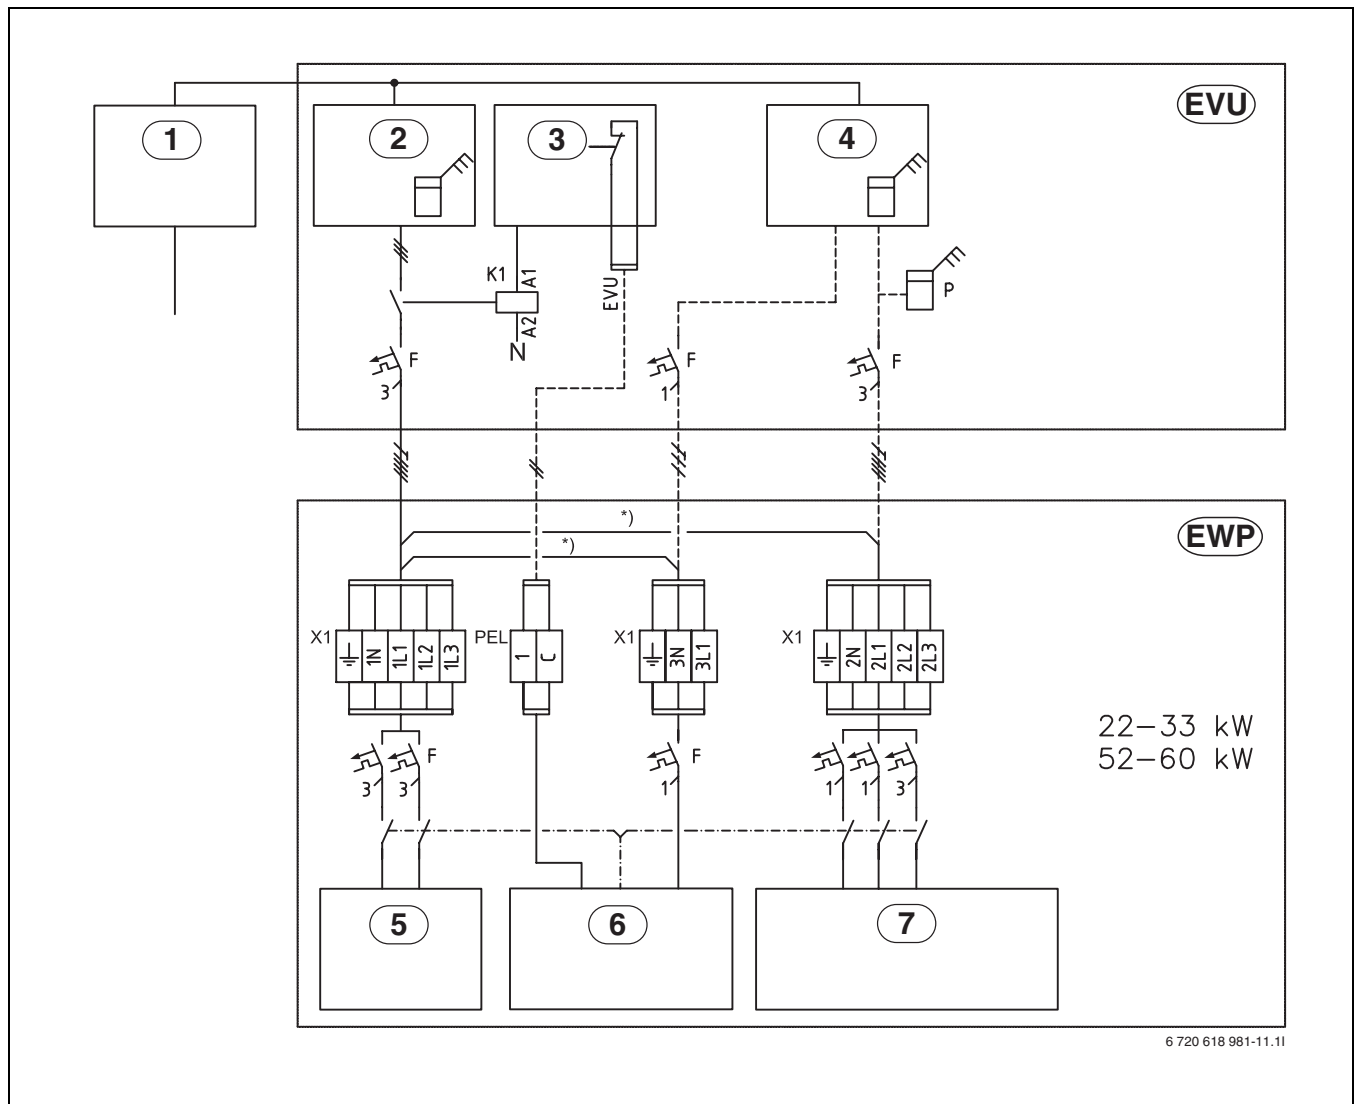 EVU
1
2
3
4
K1
A1
A2
N
EVU
P
F
3
F
1
F
3
EWP
*)
*)
X1
1N
1L1
1L2
1L3
PEL
1
C
X1
3N
3L1
X1
2N
2L1
2L2
2L3
22-33 kW
52-60 kW
F
3
3
F
1
1
1
3
5
6
7
6 720 618 981-11.1I